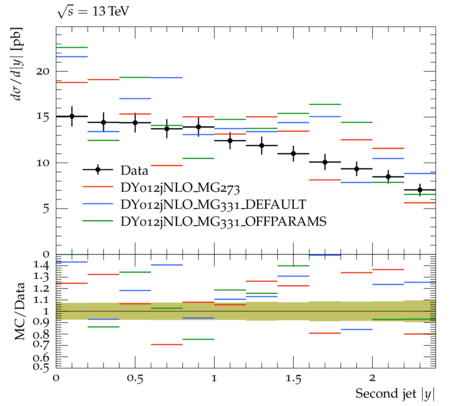 √s = 13 TeV
dσ/d|y| [pb]
20
15
10
5
0
Data
DY012jNLO_MG273
DY012jNLO_MG331_DEFAULT
DY012jNLO_MG331_OFFPARAMS
MC/Data
1.4
1.3
1.2
1.1
1
0.9
0.8
0.7
0.6
0.5
0 0.5 1 1.5 2
Second jet |y|